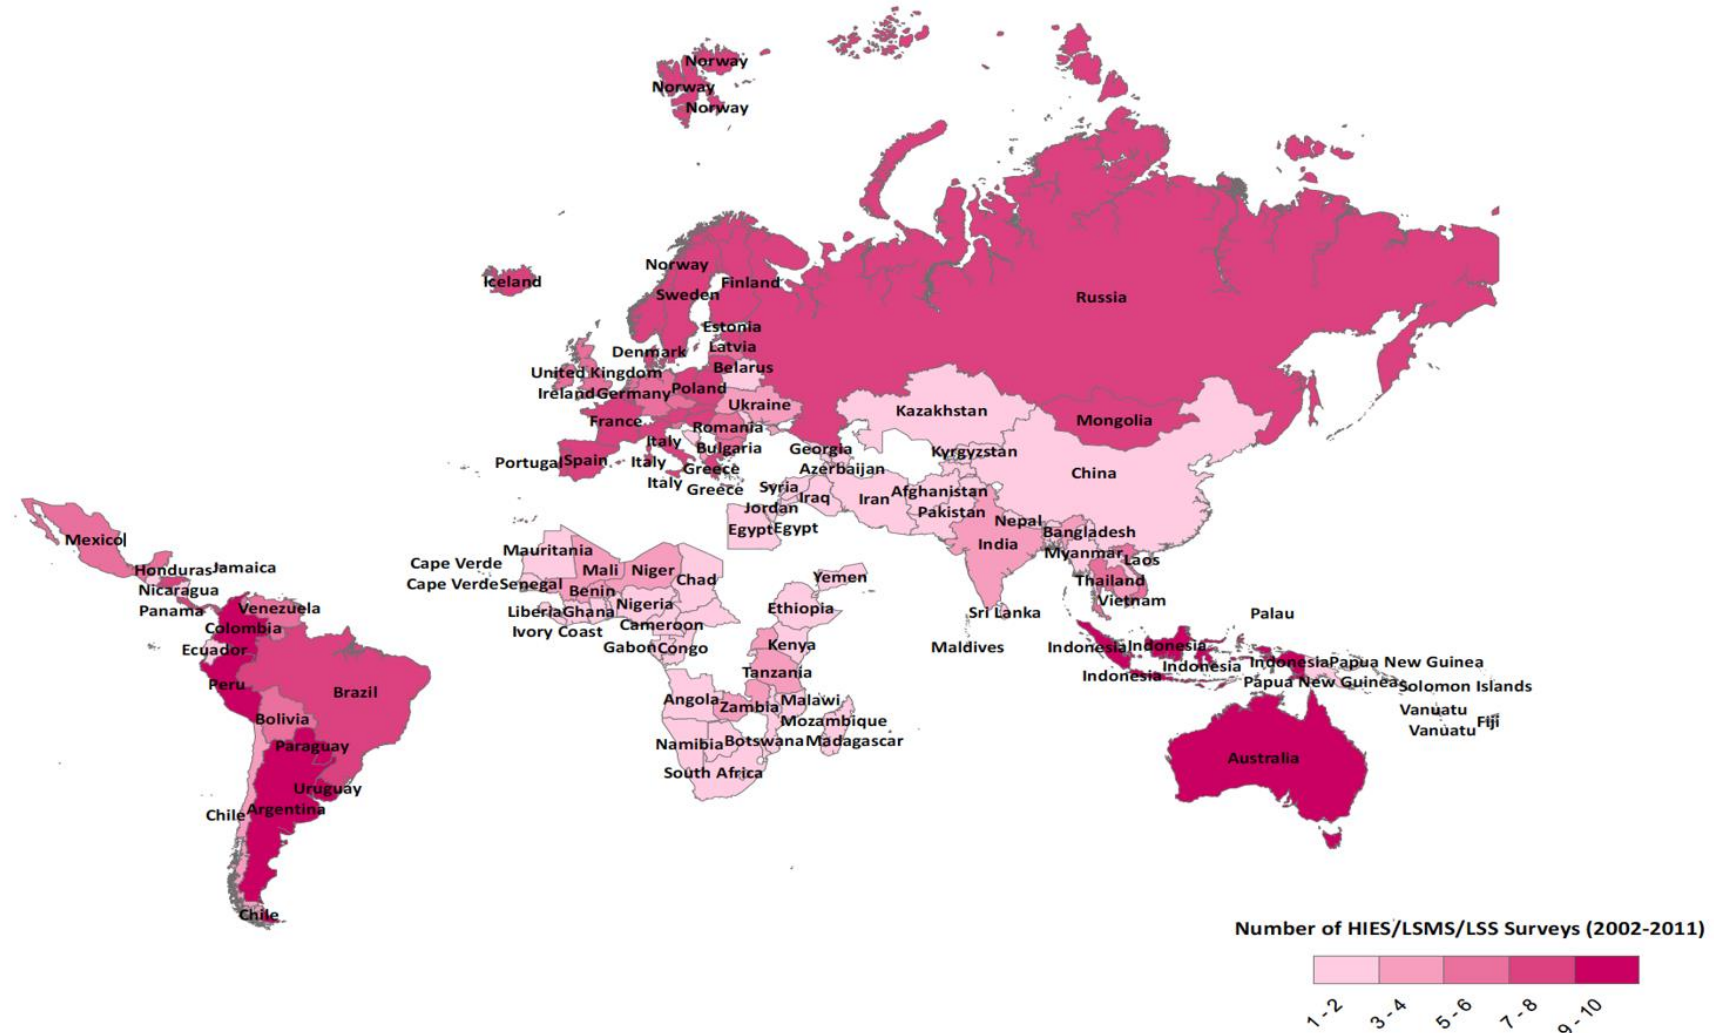 Norway
Norway
Norway
Norway
Iceland
Finland
Sweden
Russia
Estonia
Latvia
Denmark
Belarus
United Kingdom
Poland
Ireland
Germany
Ukraine
Kazakhstan
France
Mongolia
Romania
Italy
Bulgaria
Georgia
Kyrgyzstan
Portugal
Spain
Italy
Greece
Azerbaijan
China
Italy
Greece
Syria
Iraq
Iran
Afghanistan
Jordan
Pakistan
Nepal
Egypt
Egypt
Bangladesh
Mexico
India
Mauritania
Myanmar
Laos
Cape Verde
Honduras
Jamaica
Mali
Niger
Chad
Yemen
Thailand
Cape Verde
Senegal
Nicaragua
Benin
Vietnam
Panama
Venezuela
Liberia
Ghana
Nigeria
Ethiopia
Sri Lanka
Palau
Colombia
Ivory Coast
Cameroon
Ecuador
Gabon
Congo
Kenya
Maldives
Indonesia
Indonesia
Indonesia
Indonesia
Papua New Guinea
Peru
Tanzania
Indonesia
Papua New Guinea
Solomon Islands
Brazil
Angola
Zambia
Malawi
Vanuatu
Bolivia
Mozambique
Fiji
Vanuatu
Paraguay
Namibia
Botswana
Madagascar
Australia
South Africa
Uruguay
Chile
Argentina
Chile
Number of HIES/LSMS/LSS Surveys (2002-2011)
1 - 2
3 - 4
5 - 6
7 - 8
9 - 10